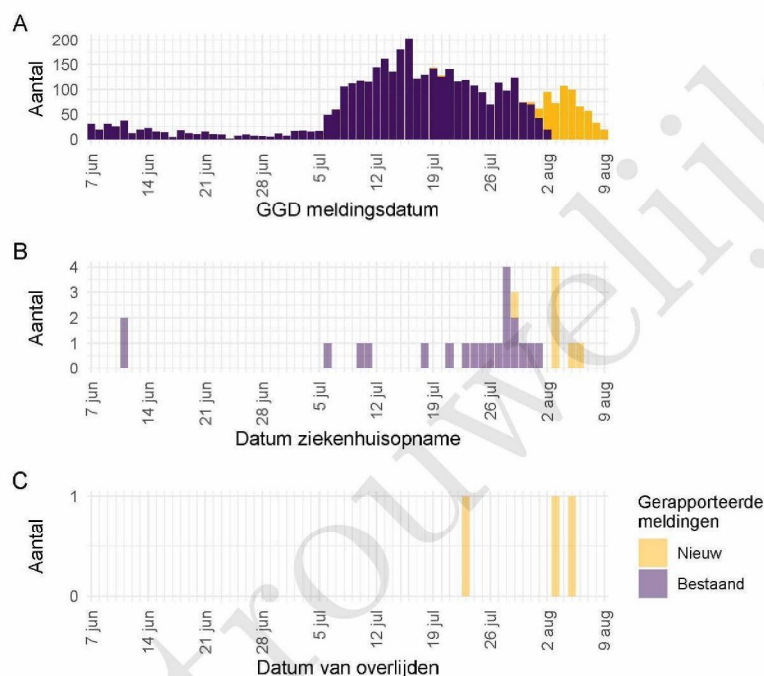 A
Aantal
200
150
100
50
0
7 jun
14 jun
21 jun
28 jun
5 jul
12 jul
19 jul
26 jul
2 aug
9 aug
GGD meldingsdatum
B
Aantal
4
3
2
1
0
7 jun
14 jun
21 jun
28 jun
5 jul
12 jul
19 jul
26 jul
2 aug
9 aug
Datum ziekenhuisopname
C
Aantal
1
0
7 jun
14 jun
21 jun
28 jun
5 jul
12 jul
19 jul
26 jul
2 aug
9 aug
Datum van overlijden
Gerapporteerde
meldingen
Nieuw
Bestaand
trouwelij